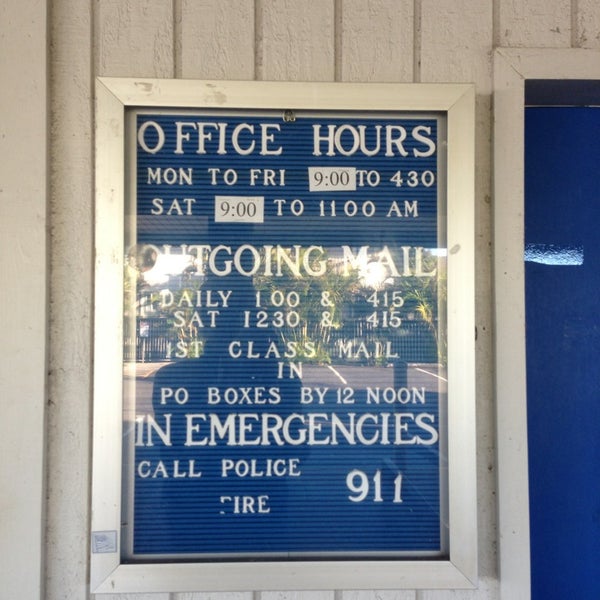 OFFICE HOURS
MON TO FRI 9:00 TO 430
SAT 9:00 TO 1100 AM
OUTGOING MAIL
DAILY 100 & 415
SAT 1230 & 415
1ST CLASS MAIL
IN
PO BOXES BY 12 NOON
IN EMERGENCIES
CALL POLICE
911
FIRE